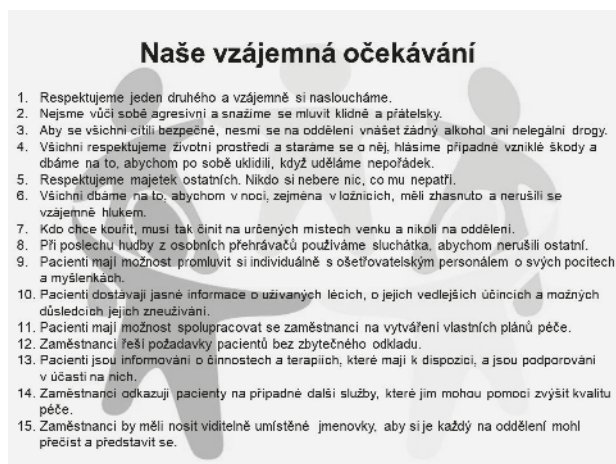 Naše vzájemná očekávání
1. Respektujeme jeden druhého a vzájemně si nasloucháme.
2. Nejsme vůči sobě agresivní a snažíme se mluvit klidně a přátelsky.
3. Aby se všichni cítili bezpečně, nesmí se na oddělení vnášet žádný alkohol ani nelegální drogy.
4. Všichni respektujeme životní prostředí a staráme se o něj, hlásíme případné vzniklé škody a
dbáme na to, abychom po sobě uklidili, když uděláme nepořádek.
5. Respektujeme majetek ostatních. Nikdo si nebere nic, co mu nepatří.
6. Všichni dbáme na to, abychom v noci, zejména v ložnicích, měli zhasnuto a nerušili se
vzájemně hlukem.
7. Kdo chce kouřit, musí tak činit na určených místech venku a nikoli na oddělení.
8. Při poslechu hudby z osobních přehrávačů používáme sluchátka, abychom nerušili ostatní.
9. Pacienti mají možnost promluvit si individuálně s ošetřovatelským personálem o svých pocitech
a myšlenkách.
10. Pacienti dostávají jasné informace o užívaných lécích, o jejich vedlejších účincích a možných
důsledcích jejich zneužívání.
11. Pacienti mají možnost spolupracovat se zaměstnanci na vytváření vlastních plánů péče.
12. Zaměstnanci řeší požadavky pacientů bez zbytečného odkladu.
13. Pacienti jsou informováni o činnostech a terapiích, které mají k dispozici, a jsou podporováni
v účasti na nich.
14. Zaměstnanci odkazují pacienty na případné další služby, které jim mohou pomoci zvýšit kvalitu
péče.
15. Zaměstnanci by měli nosit viditelně umístěné jmenovky, aby si je každý na oddělení mohl
přečíst a představit se.